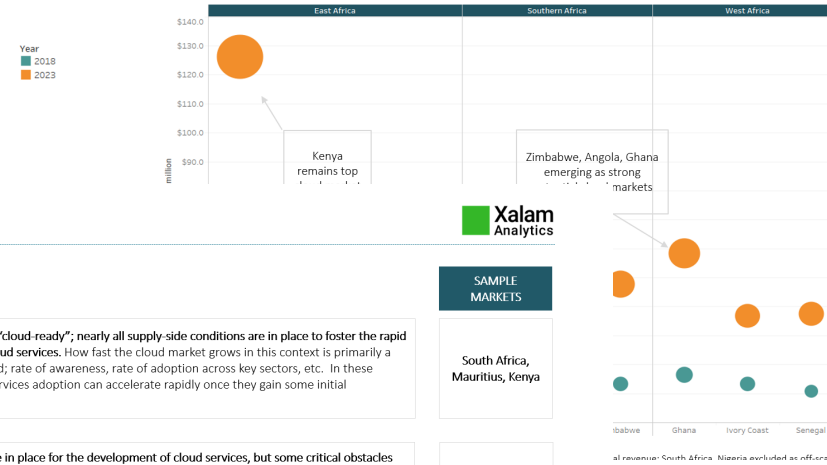 East Africa
Southern Africa
West Africa
Year
2018
2023
$140.0
$130.0
$120.0
$110.0
$100.0
$90.0
million
Kenya
remains top
Zimbabwe, Angola, Ghana
emerging as strong
markets
Xalam
Analytics
SAMPLE
MARKETS
"cloud-ready"; nearly all supply-side conditions are in place to foster the rapid
ud services. How fast the cloud market grows in this context is primarily a
d; rate of awareness, rate of adoption across key sectors, etc. In these
rvices adoption can accelerate rapidly once they gain some initial
South Africa,
Mauritius, Kenya
e in place for the development of cloud services, but some critical obstacles
babwe
Ghana
Ivory Coast
Senegal
al revenue; South Africa, Nigeria excluded as off-sca